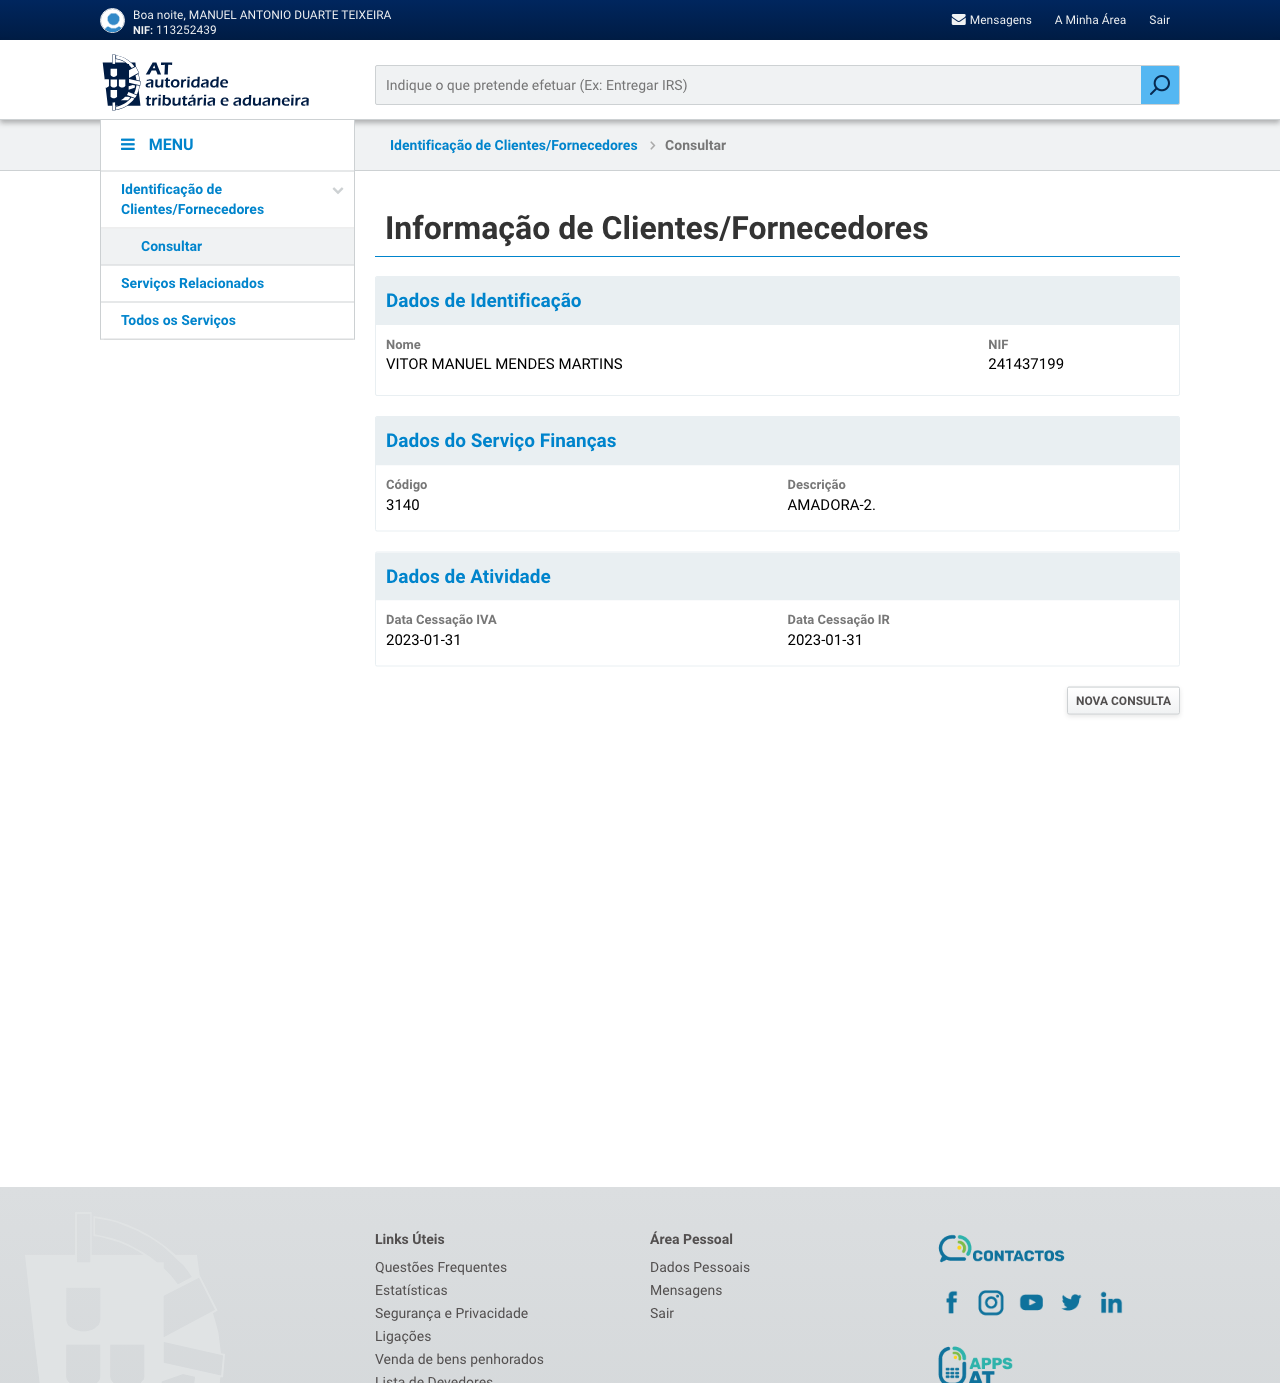 Boa noite, MANUEL ANTONIO DUARTE TEIXEIRA
NIF: 113252439
Mensagens A Minha Área Sair
AT
autoridade
tributária e aduaneira
Indique o que pretende efetuar (Ex: Entregar IRS)
MENU
Identificação de Clientes/Fornecedores > Consultar
Identificação de
Clientes/Fornecedores
Consultar
Serviços Relacionados
Todos os Serviços
Informação de Clientes/Fornecedores
Dados de Identificação
Nome NIF
VITOR MANUEL MENDES MARTINS 241437199
Dados do Serviço Finanças
Código Descrição
3140 AMADORA-2.
Dados de Atividade
Data Cessação IVA Data Cessação IR
2023-01-31 2023-01-31
NOVA CONSULTA
Links Úteis
Questões Frequentes
Estatísticas
Segurança e Privacidade
Ligações
Venda de bens penhorados
Lista de Devedores
Área Pessoal
Dados Pessoais
Mensagens
Sair
CONTACTOS
APPS
AT